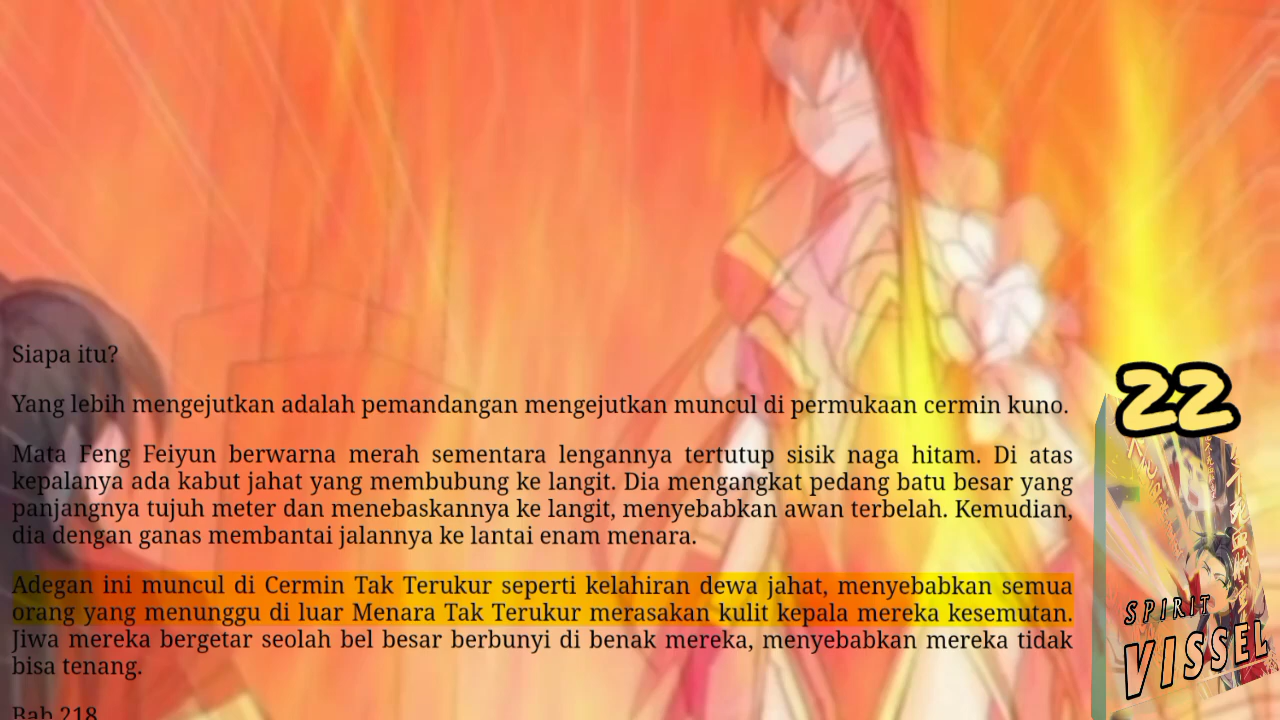 Siapa itu?
Yang lebih mengejutkan adalah pemandangan mengejutkan muncul di permukaan cermin kuno.
Mata Feng Feiyun berwarna merah sementara lengannya tertutup sisik naga hitam. Di atas
kepalanya ada kabut jahat yang membubung ke langit. Dia mengangkat pedang batu besar yang
panjangnya tujuh meter dan menebaskannya ke langit, menyebabkan awan terbelah. Kemudian,
dia dengan ganas membantai jalannya ke lantai enam menara.
Adegan ini muncul di Cermin Tak Terukur seperti kelahiran dewa jahat, menyebabkan semua
orang yang menunggu di luar Menara Tak Terukur merasakan kulit kepala mereka kesemutan.
Jiwa mereka bergetar seolah bel besar berbunyi di benak mereka, menyebabkan mereka tidak
bisa tenang.
Bab 218
22
SPIRIT
VISSEL